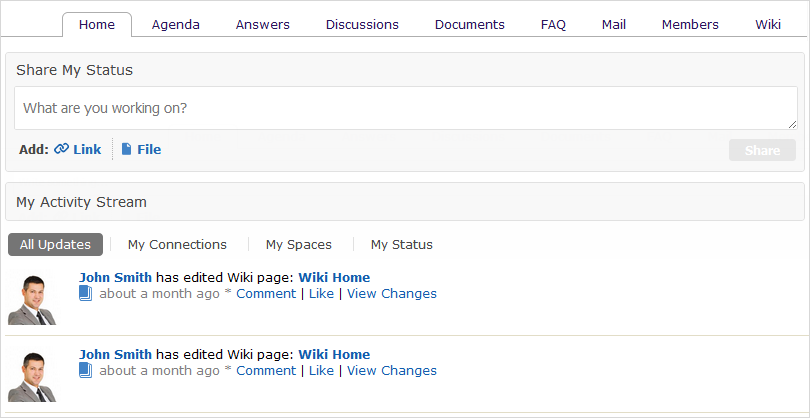 Home Agenda Answers Discussions Documents FAQ Mail Members Wiki
Share My Status
What are you working on?
Add: Link File Share
My Activity Stream
All Updates My Connections My Spaces My Status
John Smith has edited Wiki page: Wiki Home
about a month ago * Comment | Like | View Changes
John Smith has edited Wiki page: Wiki Home
about a month ago * Comment | Like | View Changes